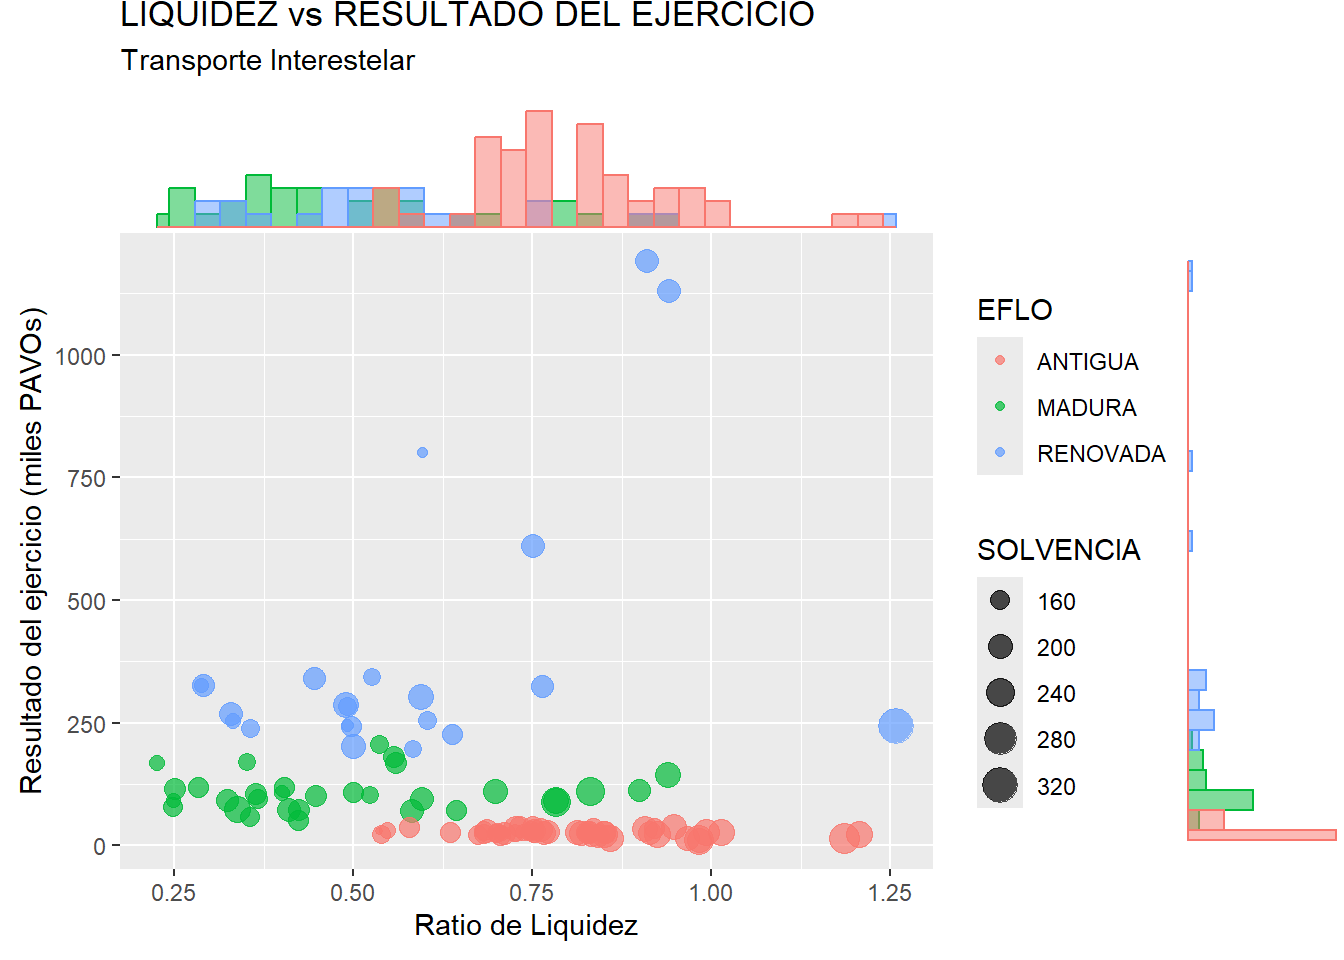 LIQUIDEZ vs RESULTADO DEL EJERCICIO
Transporte Interestelar
Resultado del ejercicio (miles PAVOs)
1000
750
500
250
0
0.25 0.50 0.75 1.00 1.25
Ratio de Liquidez
EFLO
ANTIGUA
MADURA
RENOVADA
SOLVENCIA
160
200
240
280
320